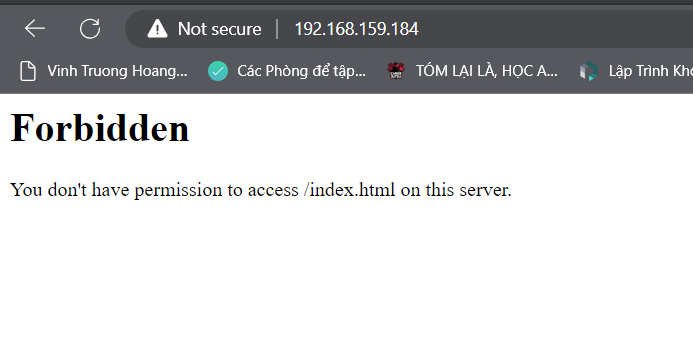 Not secure | 192.168.159.184
Vinh Truong Hoang... Các Phòng để tập... TÓM LẠI LÀ, HỌC A... Lập Trình Khô
Forbidden
You don't have permission to access /index.html on this server.